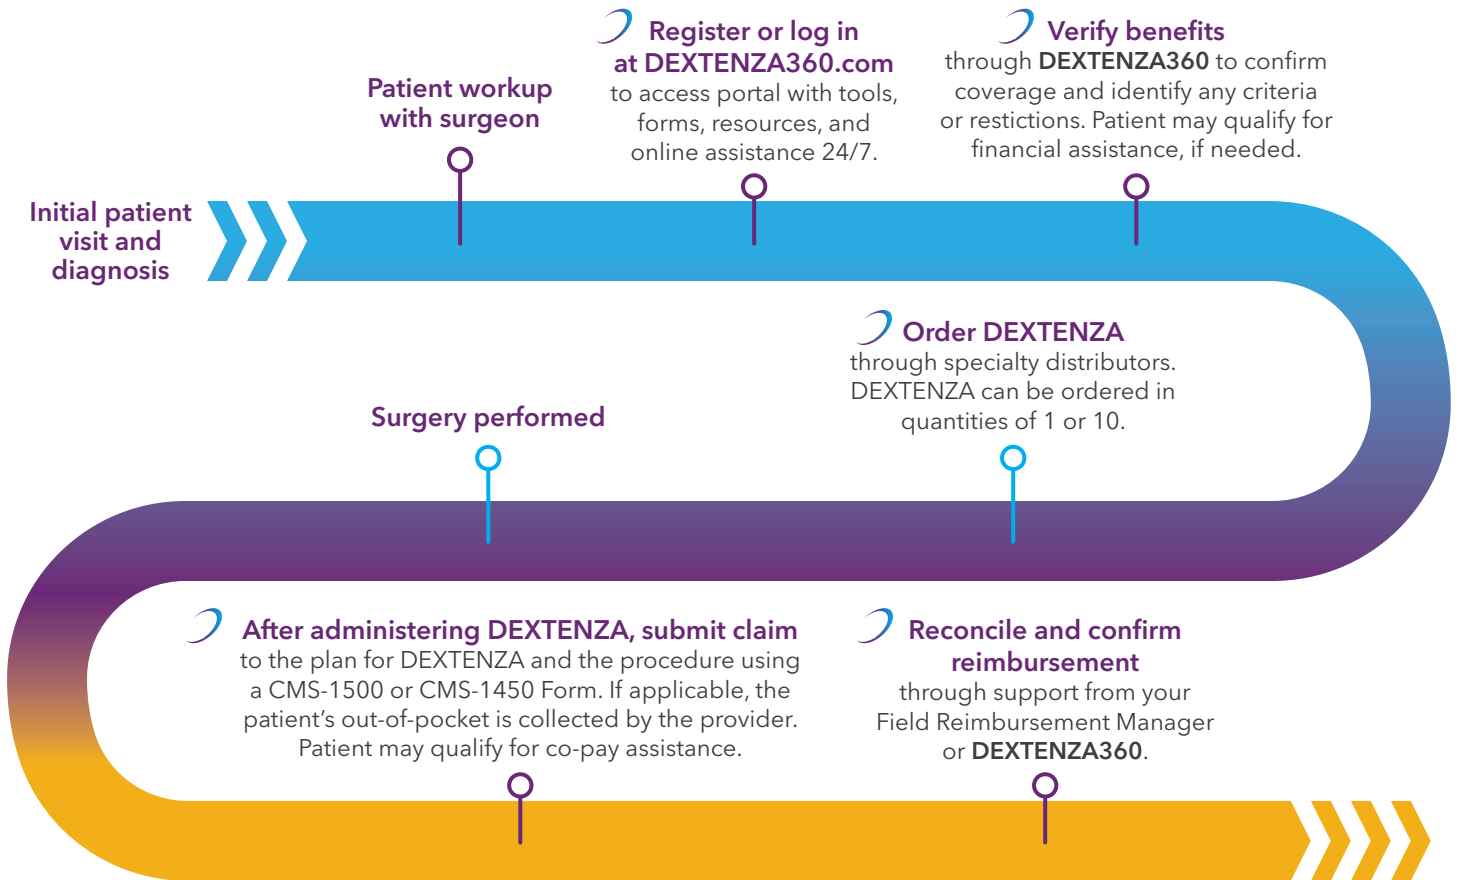 Initial patient
visit and
diagnosis
Patient workup
with surgeon
Register or log in
at DEXTENZA360.com
to access portal with tools,
forms, resources, and
online assistance 24/7.
Verify benefits
through DEXTENZA360 to confirm
coverage and identify any criteria
or restictions. Patient may qualify for
financial assistance, if needed.
Order DEXTENZA
through specialty distributors.
DEXTENZA can be ordered in
quantities of 1 or 10.
Surgery performed
After administering DEXTENZA, submit claim
to the plan for DEXTENZA and the procedure using
a CMS-1500 or CMS-1450 Form. If applicable, the
patient’s out-of-pocket is collected by the provider.
Patient may qualify for co-pay assistance.
Reconcile and confirm
reimbursement
through support from your
Field Reimbursement Manager
or DEXTENZA360.